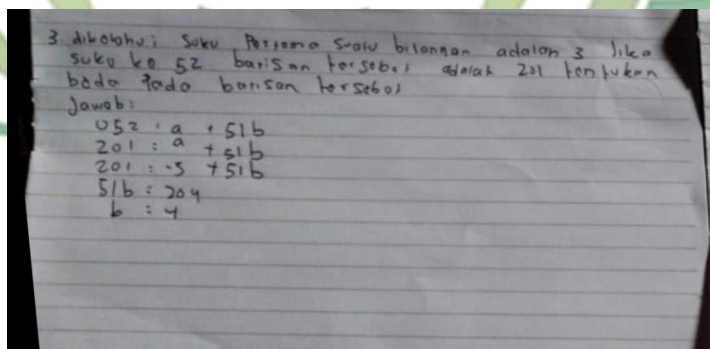 3. diketahui suku Pertama suatu bilangan adalah 3 Jika
suku ke 52 barisan tersebut adalah 201 tentukan
beda pada barisan tersebut
Jawab:
U52 : a + 51b
201 : a + 51b
201 : -3 + 51b
51b : 204
b : 4